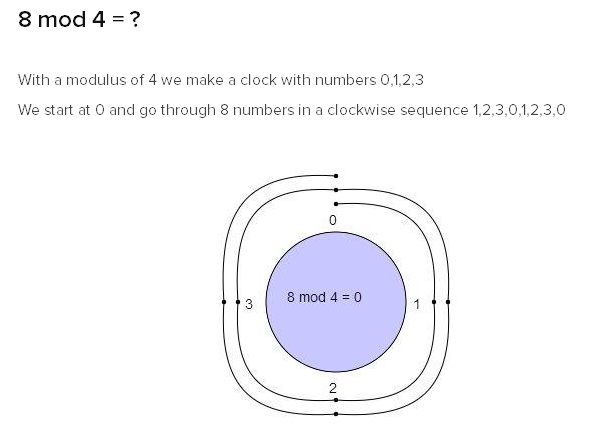 8 mod 4 = ?
With a modulus of 4 we make a clock with numbers 0,1,2,3
We start at 0 and go through 8 numbers in a clockwise sequence 1,2,3,0,1,2,3,0
0
3
8 mod 4 = 0
1
2